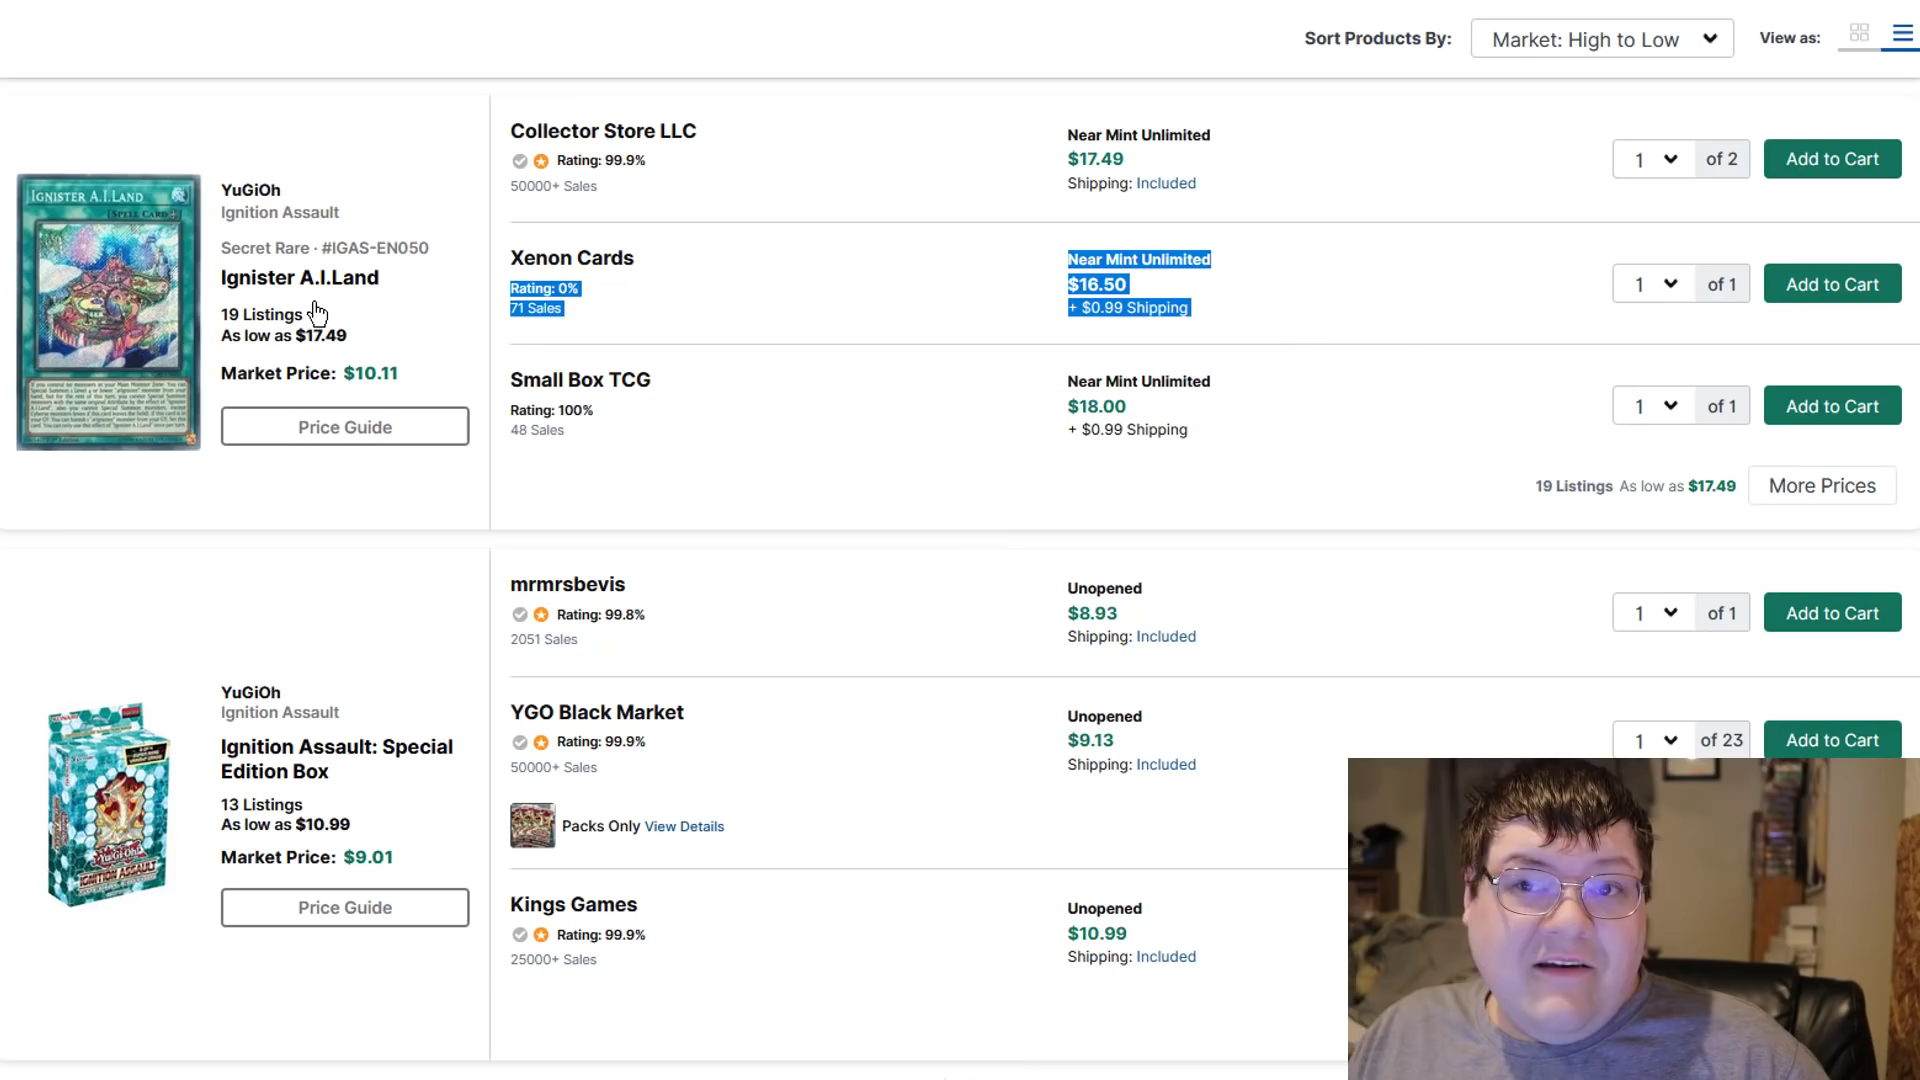 Sort Products By:
Market: High to Low
View as:
IGNISTER A.I.LAND
[SPELL CARD
YuGiOh
Ignition Assault
Secret Rare · #IGAS-EN050
Ignister A.I.Land
19 Listings
As low as $17.49
Market Price: $10.11
Price Guide
Collector Store LLC
Rating: 99.9%
50000+ Sales
Near Mint Unlimited
$17.49
Shipping: Included
1
of 2
Add to Cart
Xenon Cards
Rating: 0%
71 Sales
Near Mint Unlimited
$16.50
+ $0.99 Shipping
1
of 1
Add to Cart
Small Box TCG
Rating: 100%
48 Sales
Near Mint Unlimited
$18.00
+ $0.99 Shipping
1
of 1
Add to Cart
19 Listings As low as $17.49
More Prices
Yu-Gi-Oh!
IGNITION ASSAULT
YuGiOh
Ignition Assault
Ignition Assault: Special
Edition Box
13 Listings
As low as $10.99
Market Price: $9.01
Price Guide
mrmrsbevis
Rating: 99.8%
2051 Sales
Unopened
$8.93
Shipping: Included
1
of 1
Add to Cart
YGO Black Market
Rating: 99.9%
50000+ Sales
Packs Only View Details
Unopened
$9.13
Shipping: Included
1
of 23
Add to Cart
Kings Games
Rating: 99.9%
25000+ Sales
Unopened
$10.99
Shipping: Included